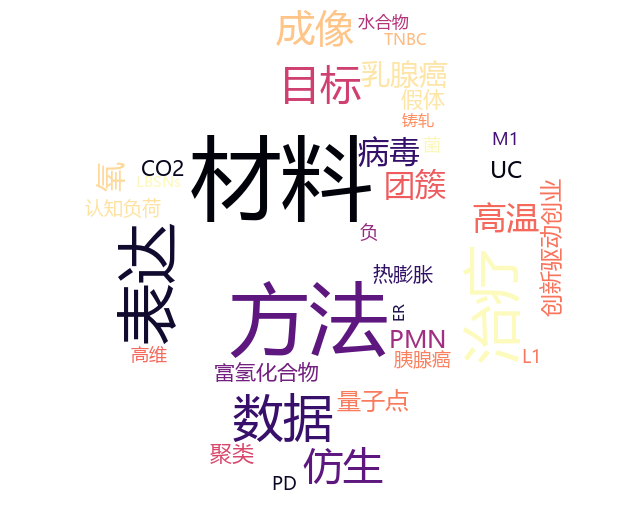 成像
水合物
TNBC
目标
乳腺癌
假体
铸轧
材料
病毒
菌
M1
CO2
UC
氧
LBSNs
团簇
认知负荷
高温
创新驱动创业
表达
负
治疗
热膨胀
方法
ER
PMN
高维
胰腺癌
L1
富氢化合物
数据
量子点
聚类
仿生
PD